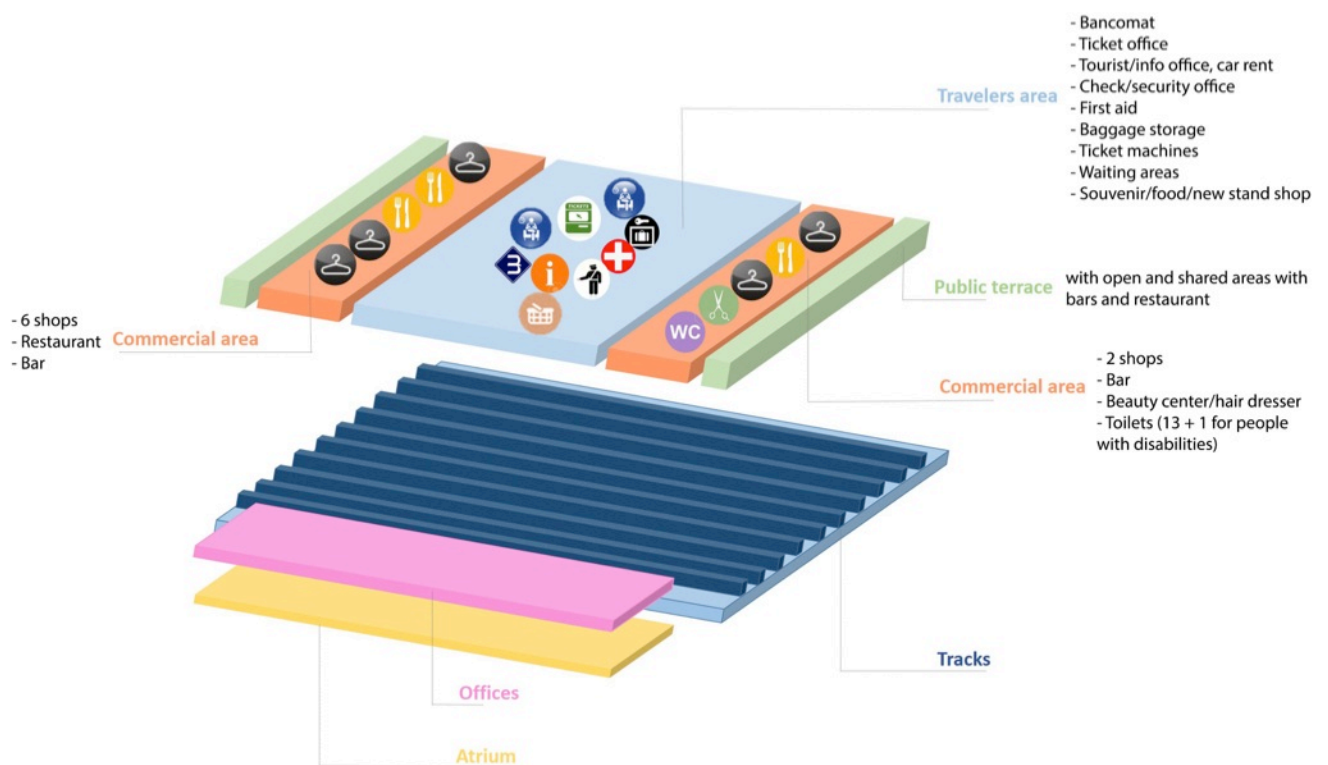 - Bancomat
- Ticket office
- Tourist/info office, car rent
- Check/security office
- First aid
- Baggage storage
- Ticket machines
- Waiting areas
- Souvenir/food/new stand shop
Travelers area
TICKETS
i
WC
Public terrace
with open and shared areas with
bars and restaurant
- 6 shops
- Restaurant
- Bar
Commercial area
Commercial area
- 2 shops
- Bar
- Beauty center/hair dresser
- Toilets (13 + 1 for people
with disabilities)
Tracks
Offices
Atrium